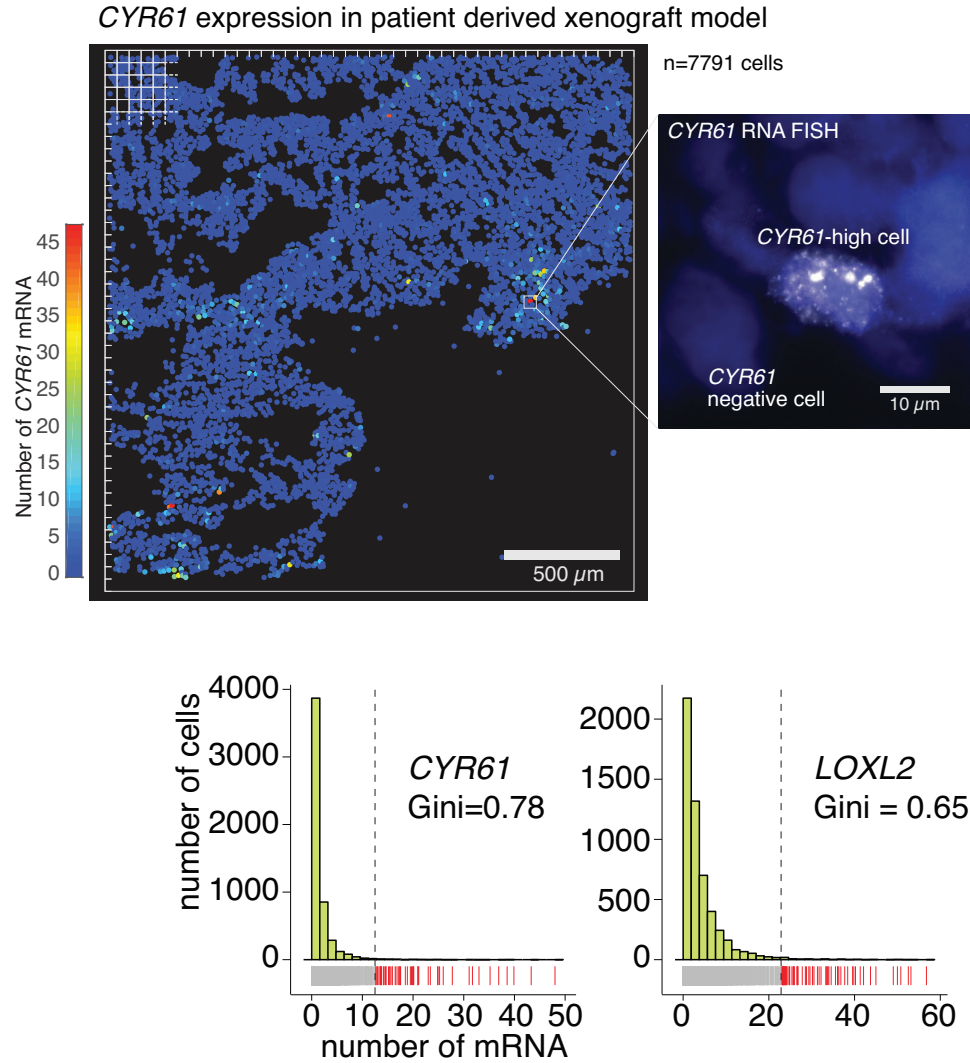 CYR61 expression in patient derived xenograft model
n=7791 cells
CYR61 RNA FISH
CYR61-high cell
CYR61
negative cell
10 µm
Number of CYR61 mRNA
45
40
35
30
25
20
15
10
5
0
500 µm
number of cells
4000
3000
2000
1000
0
CYR61
Gini=0.78
0 10 20 30 40 50
number of mRNA
2000
1500
1000
500
0
LOXL2
Gini = 0.65
0 20 40 60